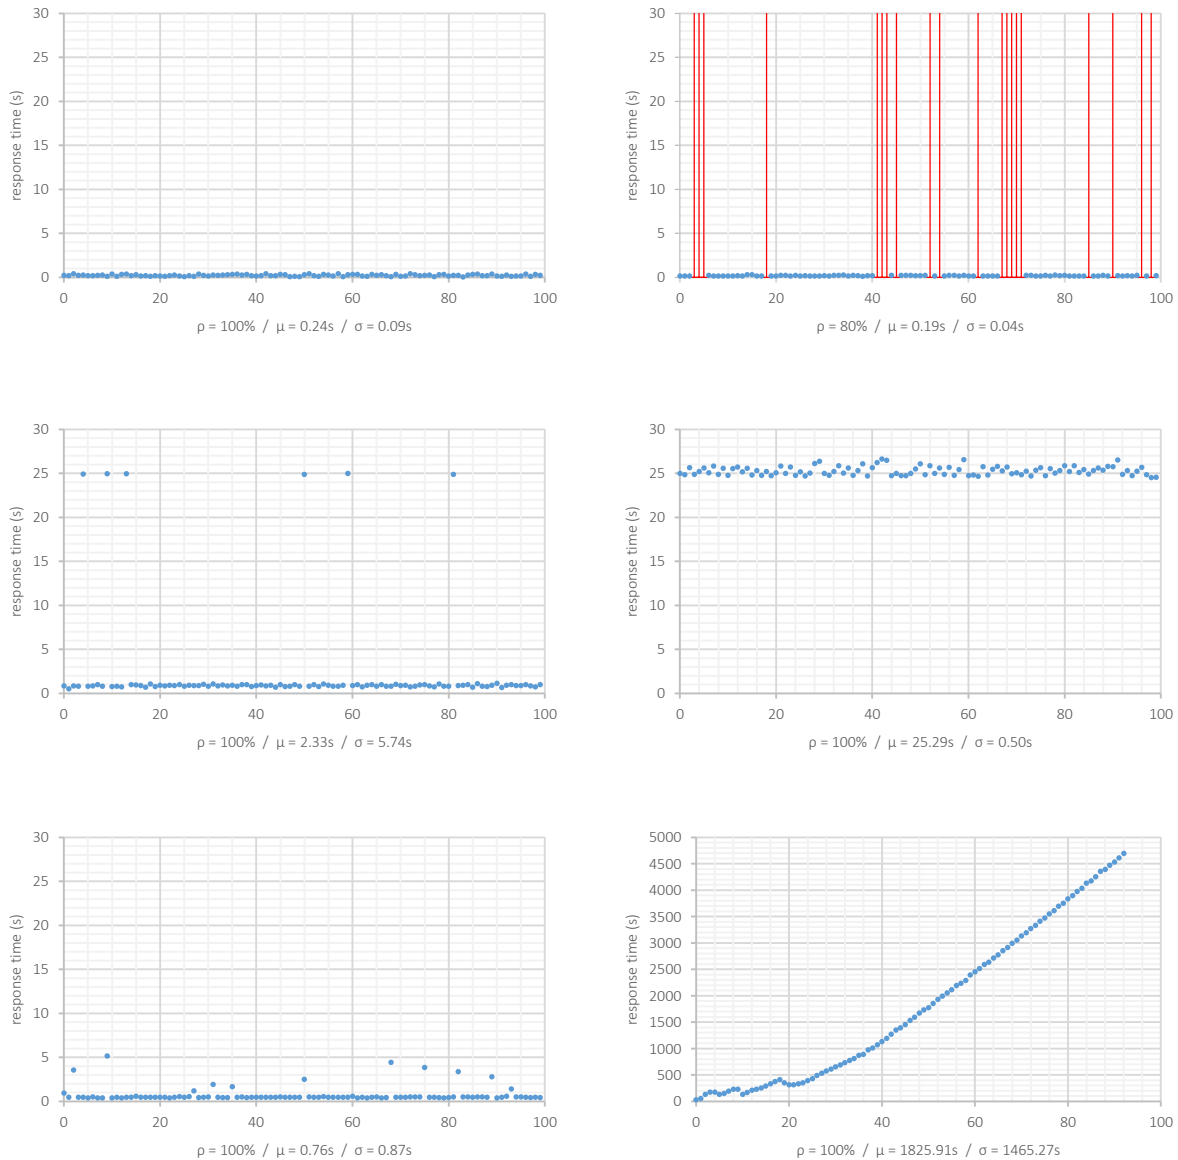 30
25
20
15
10
5
0
response time (s)
0 20 40 60 80 100
ρ = 100% / μ = 0.24s / σ = 0.09s
30
25
20
15
10
5
0
response time (s)
0 20 40 60 80 100
ρ = 80% / μ = 0.19s / σ = 0.04s
30
25
20
15
10
5
0
response time (s)
0 20 40 60 80 100
ρ = 100% / μ = 2.33s / σ = 5.74s
30
25
20
15
10
5
0
response time (s)
0 20 40 60 80 100
ρ = 100% / μ = 25.29s / σ = 0.50s
30
25
20
15
10
5
0
response time (s)
0 20 40 60 80 100
ρ = 100% / μ = 0.76s / σ = 0.87s
5000
4500
4000
3500
3000
2500
2000
1500
1000
500
0
response time (s)
0 20 40 60 80 100
ρ = 100% / μ = 1825.91s / σ = 1465.27s